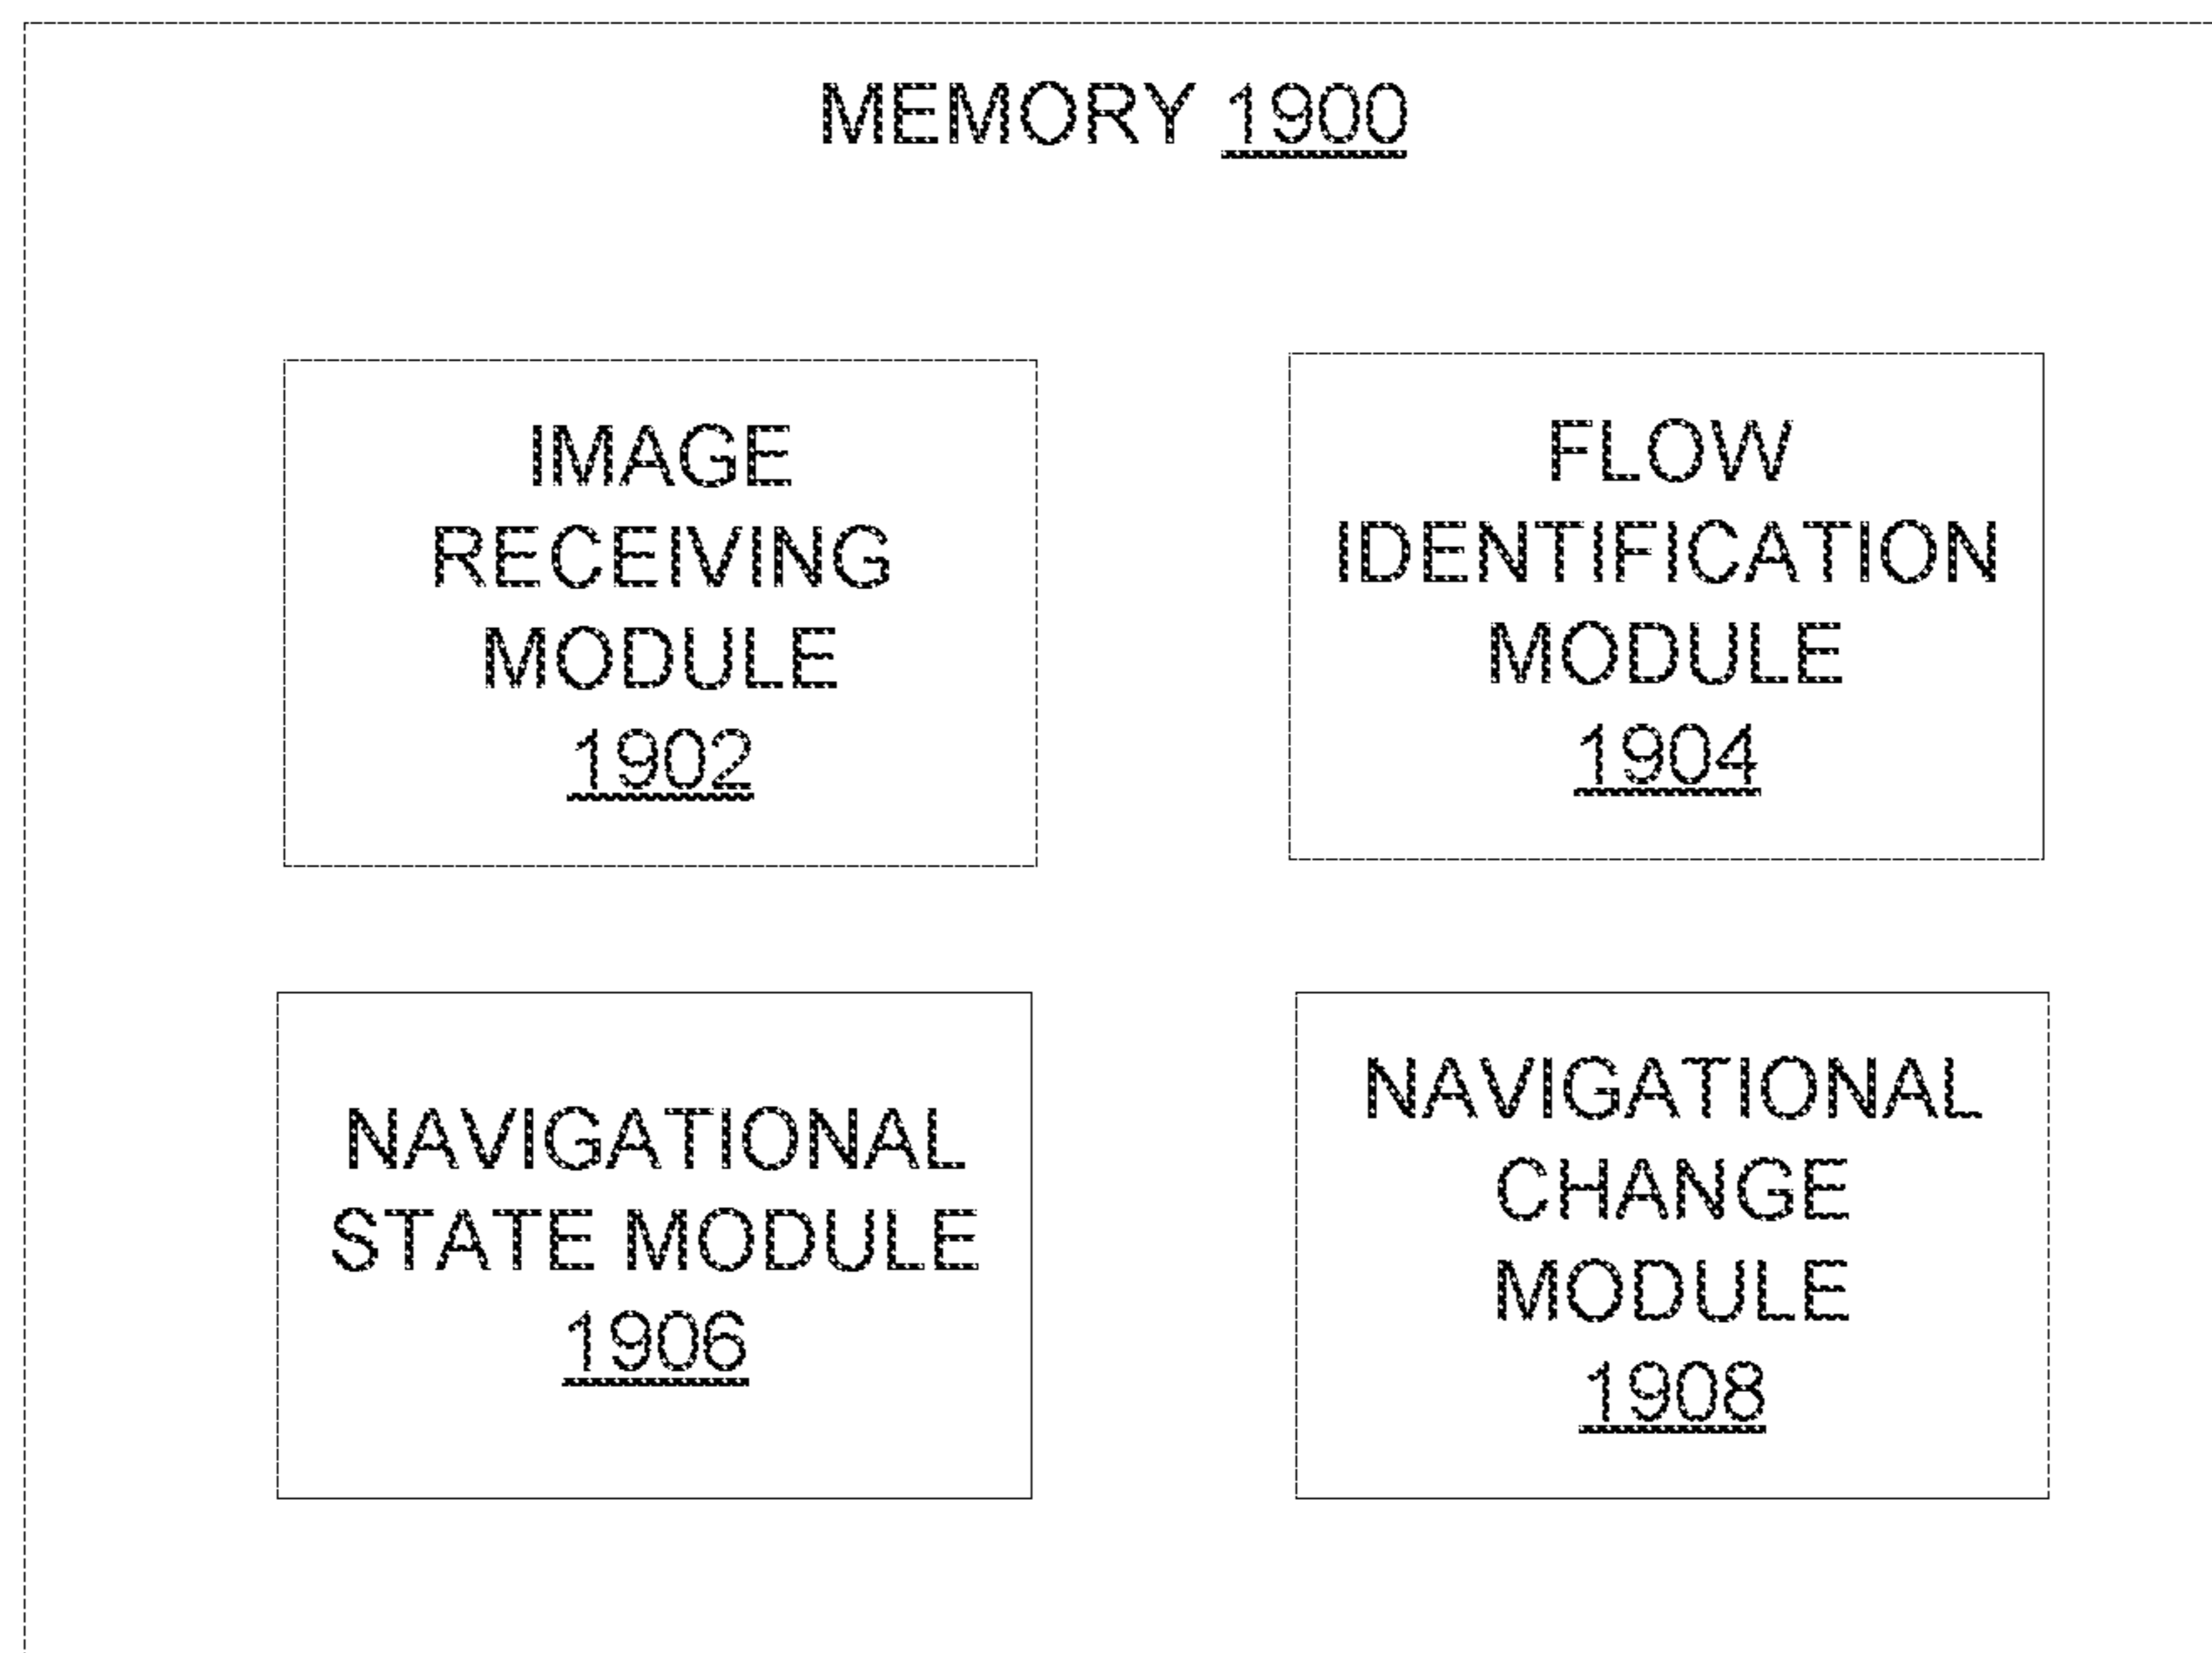 MEMORY 1900
IMAGE
RECEIVING
MODULE
1902
FLOW
IDENTIFICATION
MODULE
1904
NAVIGATIONAL
STATE MODULE
1906
NAVIGATIONAL
CHANGE
MODULE
1908